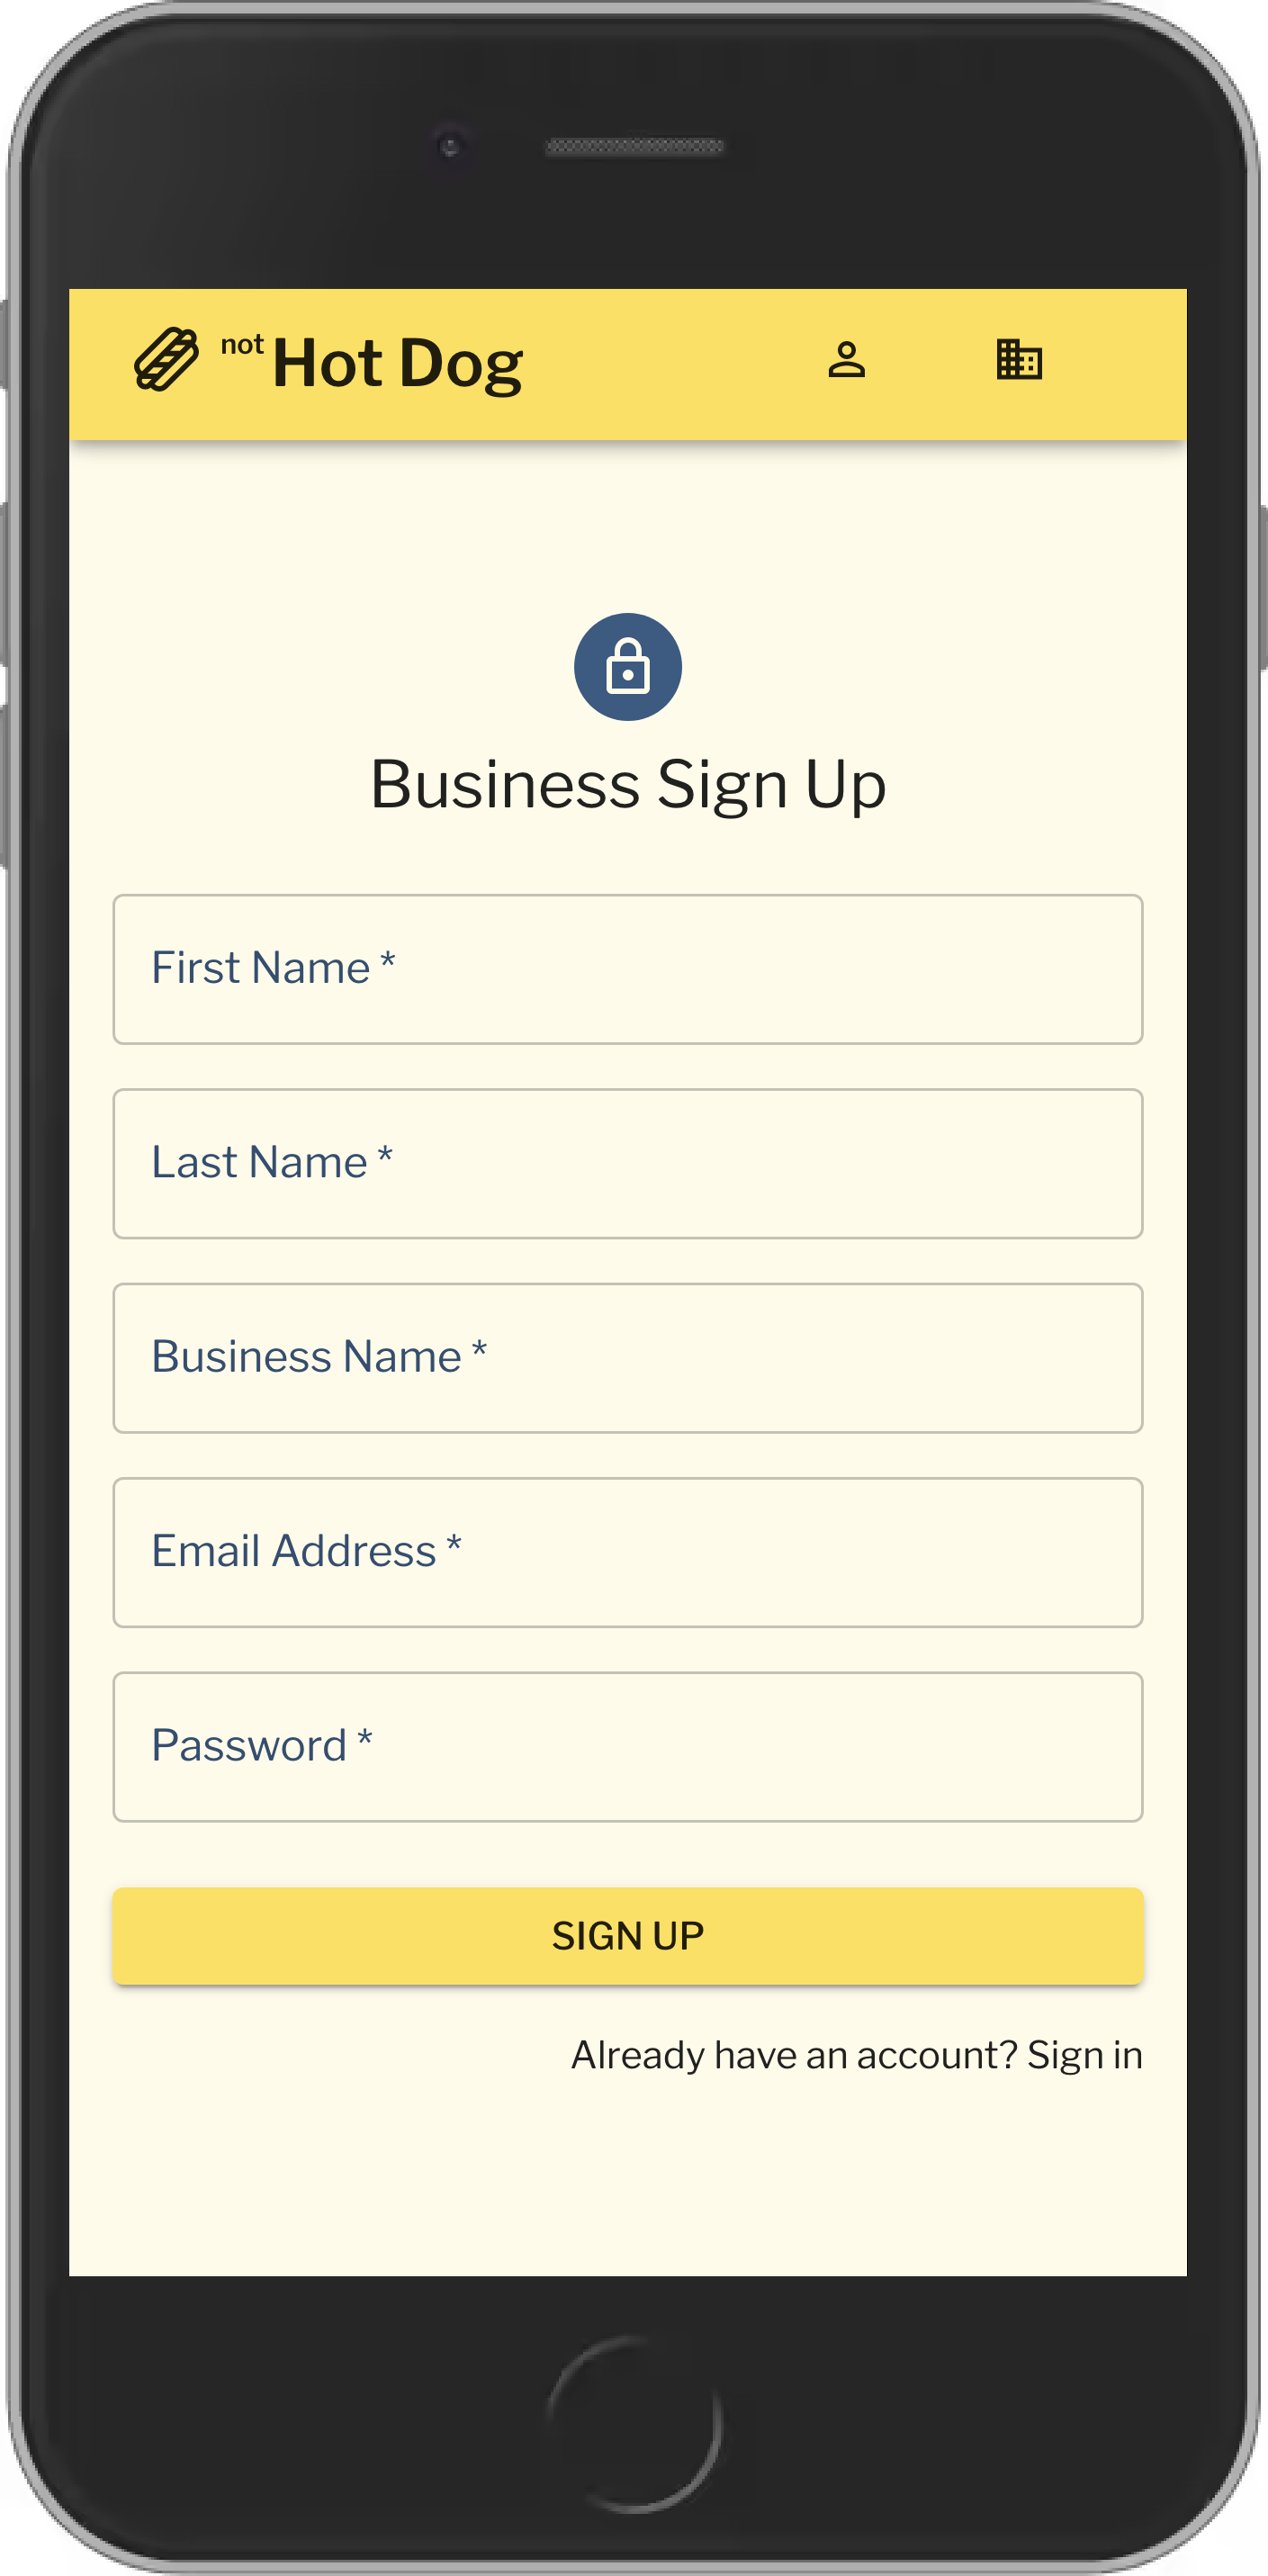 not Hot Dog
Business Sign Up
First Name *
Last Name *
Business Name *
Email Address *
Password *
SIGN UP
Already have an account? Sign in